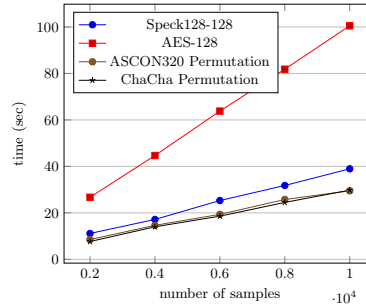 Speck128-128
AES-128
ASCON320 Permutation
ChaCha Permutation
time (sec)
100
80
60
40
20
0
0.2 0.4 0.6 0.8 1
·10⁴
number of samples